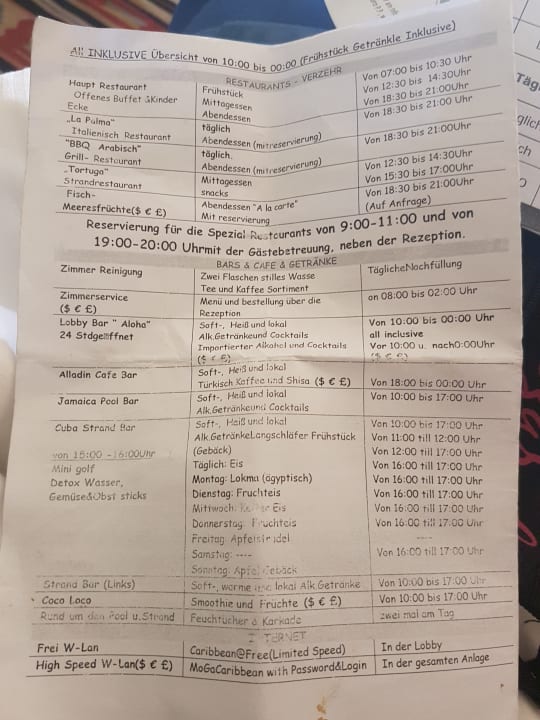 All INKLUSIVE Übersicht von 10:00 bis 00:00 (Frühstück Getränkle Inklusive)
RESTAURANTS - VERZEHR
Haupt Restaurant Frühstück Von 07:00 bis 10:30 Uhr
Offenes Buffet &Kinder Mittagessen Von 12:30 bis 14:30Uhr
Ecke Abendessen Von 18:30 bis 21:00Uhr
„La Palma" täglich Von 18:30 bis 21:00 Uhr
Italienisch Restaurant Abendessen (mitreservierung)
"BBQ Arabisch" täglich. Von 18:30 bis 21:00Uhr
Grill- Restaurant Abendessen (mitreservierung)
„Tortuga" Mittagessen Von 12:30 bis 14:30Uhr
Strandrestaurant snacks Von 15:30 bis 17:00Uhr
Fisch- Abendessen "A la carte" Von 18:30 bis 21:00Uhr
Meeresfrüchte($ € £) Mit reservierung (Auf Anfrage)
Reservierung für die Spezial Restaurants von 9:00-11:00 und von
19:00-20:00 Uhrmit der Gästebetreuung, neben der Rezeption.
BARS & CAFE & GETRÄNKE
Zimmer Reinigung Zwei Flaschen stilles Wasse TäglicheNachfüllung
Tee und Kaffee Sortiment
Zimmerservice Menü und bestellung über die an 08:00 bis 02:00 Uhr
($ € £) Rezeption
Lobby Bar " Aloha" Soft-, Heiß und lokal Von 10:00 bis 00:00 Uhr
24 Stdgeöffnet Alk.Getränkeund Cocktails all inclusive
Importierter Alkohol und Cocktails Vor 10:00 u. nach0:00Uhr
($ € £) ($ € £)
Alladin Cafe Bar Soft-, Heiß und lokal
Türkisch Kaffee und Shisa ($ € £) Von 18:00 bis 00:00 Uhr
Jamaica Pool Bar Soft-, Heiß und lokal Von 10:00 bis 17:00 Uhr
Alk.Getränkeund Cocktails
Cuba Strand Bar Soft-, Heiß und lokal Von 10:00 bis 17:00 Uhr
Alk.GetränkeLangschläfer Frühstück Von 11:00 till 12:00 Uhr
von 15:00 -16:00Uhr (Gebäck) Von 12:00 till 17:00 Uhr
Mini golf Täglich: Eis Von 16:00 till 17:00 Uhr
Detox Wasser, Montag: Lokma (ägyptisch) Von 16:00 till 17:00 Uhr
Gemüse&Obst sticks Dienstag: Fruchteis Von 16:00 till 17:00 Uhr
Mittwoch: Eis Von 16:00 till 17:00 Uhr
Donnerstag: Fruchteis Von 16:00 till 17:00 Uhr
Freitag Apfelstrudel ----
Samstag: ---- Von 16:00 till 17:00 Uhr
Sonntag: Apfel Gebäck
Strand Bar (Links) Soft-, warme und lokal Alk.Getränke Von 10:00 bis 17:00 Uhr
Coco Loco Smoothie und Früchte ($ € £) Von 10:00 bis 17:00 Uhr
Rund um den Pool u.Strand Feuchtücher & Karkade zwei mal am Tag
Frei W-Lan Caribbean@Free(Limited Speed) In der Lobby
High Speed W-Lan($ € £) MoGaCaribbean with Password&Login In der gesamten Anlage